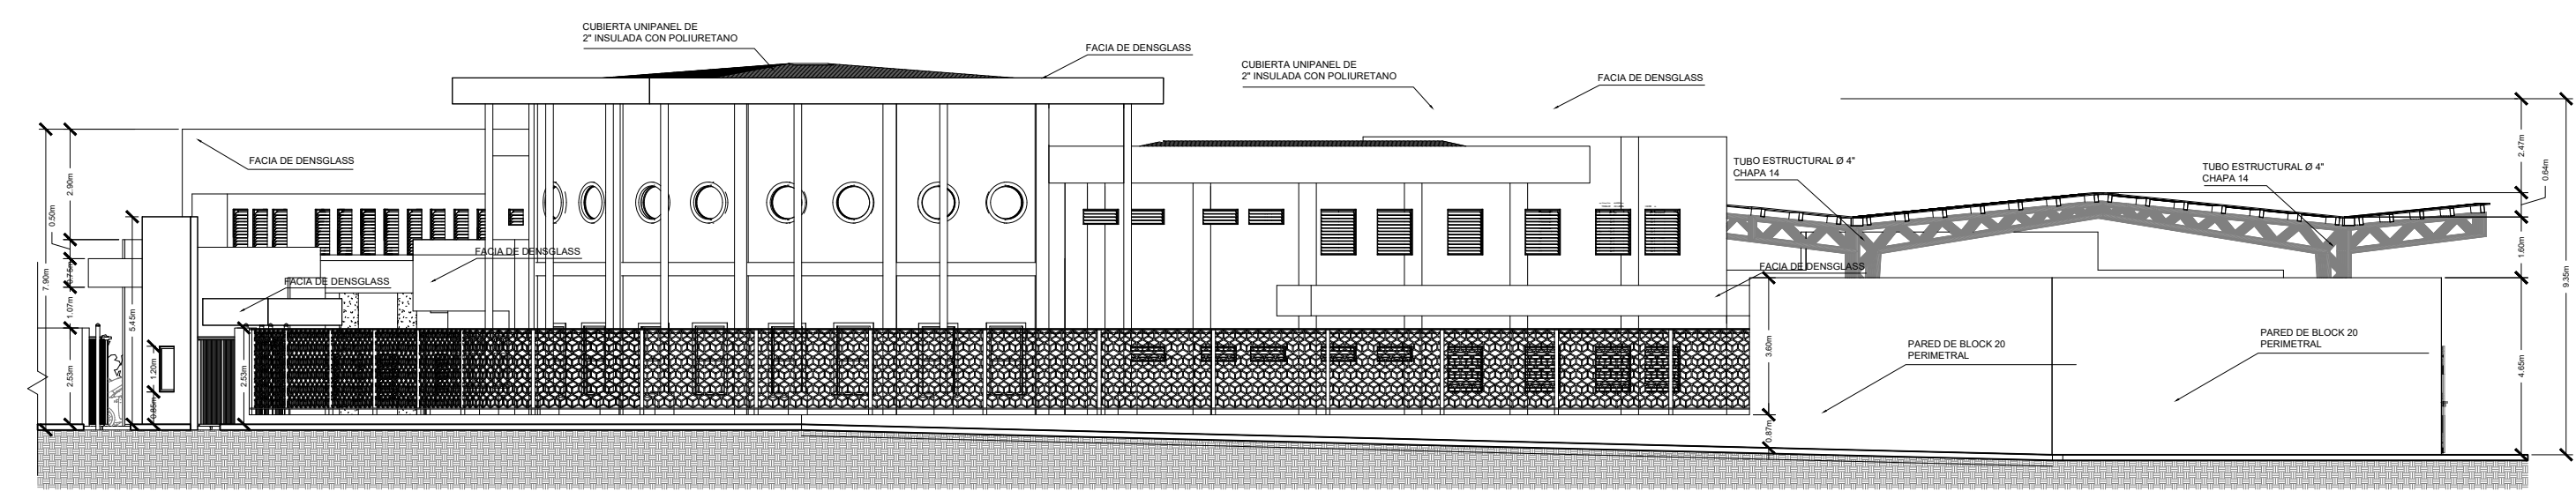 CUBIERTA UNIPANEL DE
2" INSULADA CON POLIURETANO
FACIA DE DENSGLASS
CUBIERTA UNIPANEL DE
2" INSULADA CON POLIURETANO
FACIA DE DENSGLASS
FACIA DE DENSGLASS
TUBO ESTRUCTURAL Ø 4"
CHAPA 14
TUBO ESTRUCTURAL Ø 4"
CHAPA 14
FACIA DE DENSGLASS
FACIA DE DENSGLASS
FACIA DE DENSGLASS
PARED DE BLOCK 20
PERIMETRAL
PARED DE BLOCK 20
PERIMETRAL
7.90m
0.50m
2.90m
0.75m
1.07m
2.53m
5.45m
1.20m
0.85m
2.53m
3.60m
0.87m
2.47m
0.64m
1.60m
4.65m
9.35m